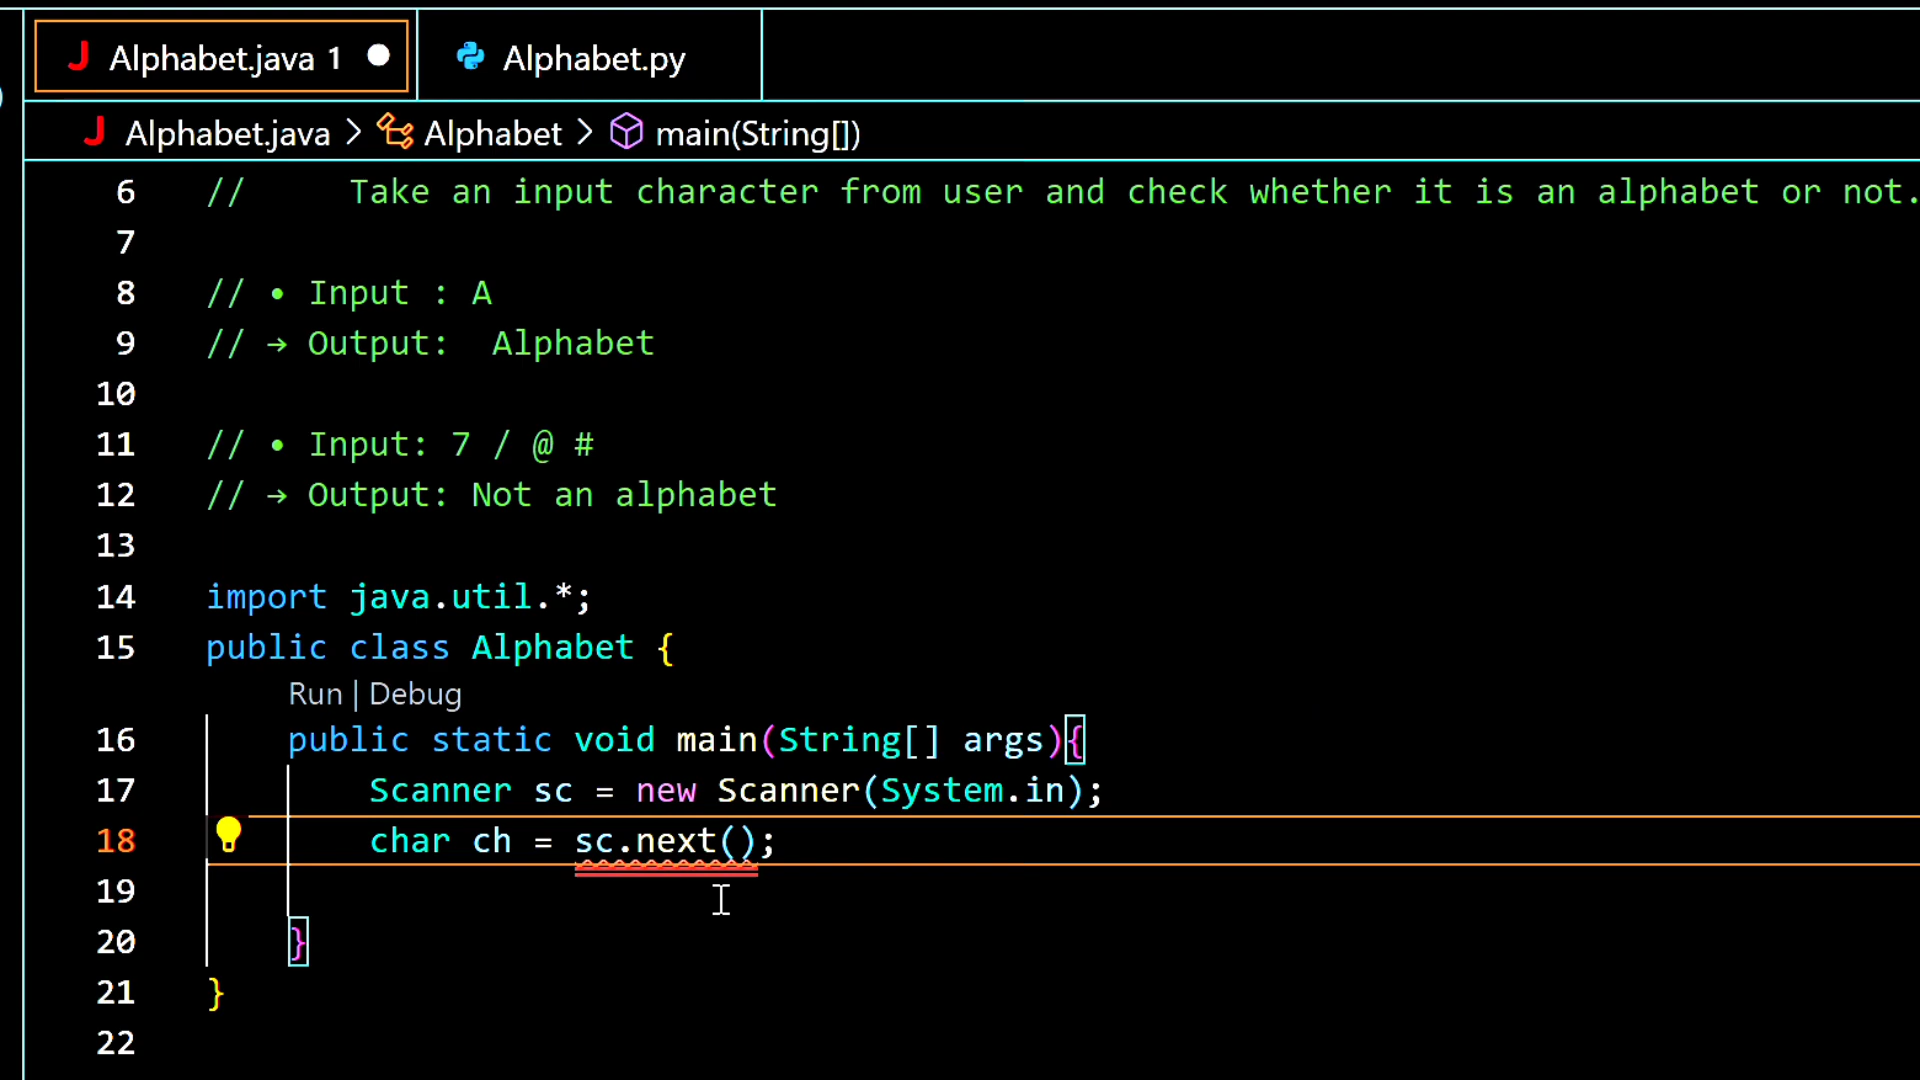 Alphabet.java 1
Alphabet.py
Alphabet.java > Alphabet > main(String[])
6 // Take an input character from user and check whether it is an alphabet or not.
7
8 // • Input : A
9 // → Output:  Alphabet
10
11 // • Input: 7 / @ #
12 // → Output: Not an alphabet
13
14 import java.util.*;
15 public class Alphabet {
Run | Debug
16 public static void main(String[] args){
17 Scanner sc = new Scanner(System.in);
18 char ch = sc.next();
19
20 }
21 }
22